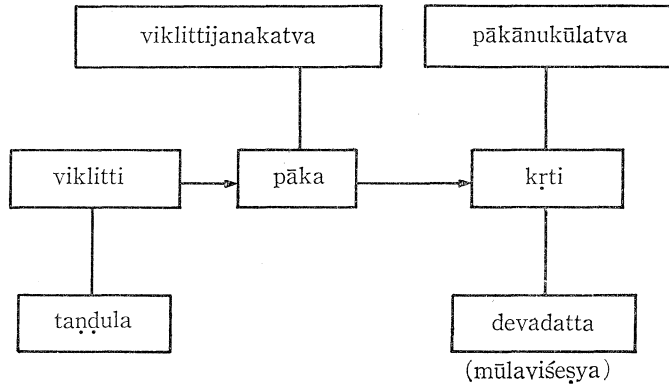 viklittijanakatva
pākānukūlatva
viklitti
pāka
kṛti
taṇḍula
devadatta
(mūlaviśeṣya)